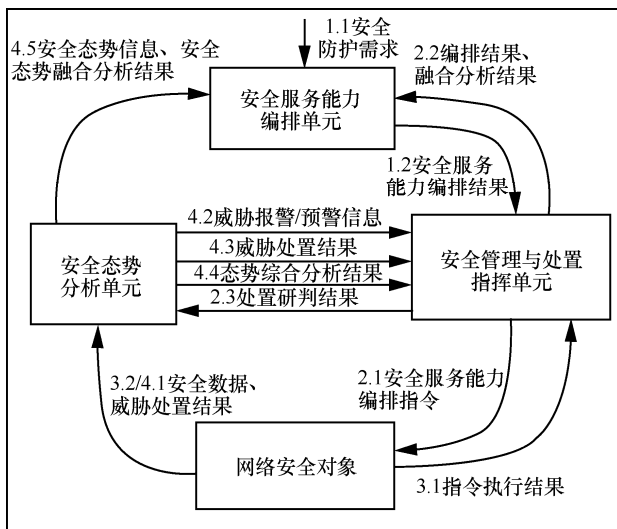 1.1安全
防护需求
4.5安全态势信息、安全
态势融合分析结果
2.2编排结果、
融合分析结果
安全服务能力
编排单元
1.2安全服务
能力编排结果
4.2威胁报警/预警信息
4.3威胁处置结果
4.4态势综合分析结果
2.3处置研判结果
安全态势
分析单元
安全管理与处置
指挥单元
3.2/4.1安全数据、
威胁处置结果
2.1安全服务能力
编排指令
网络安全对象
3.1指令执行结果